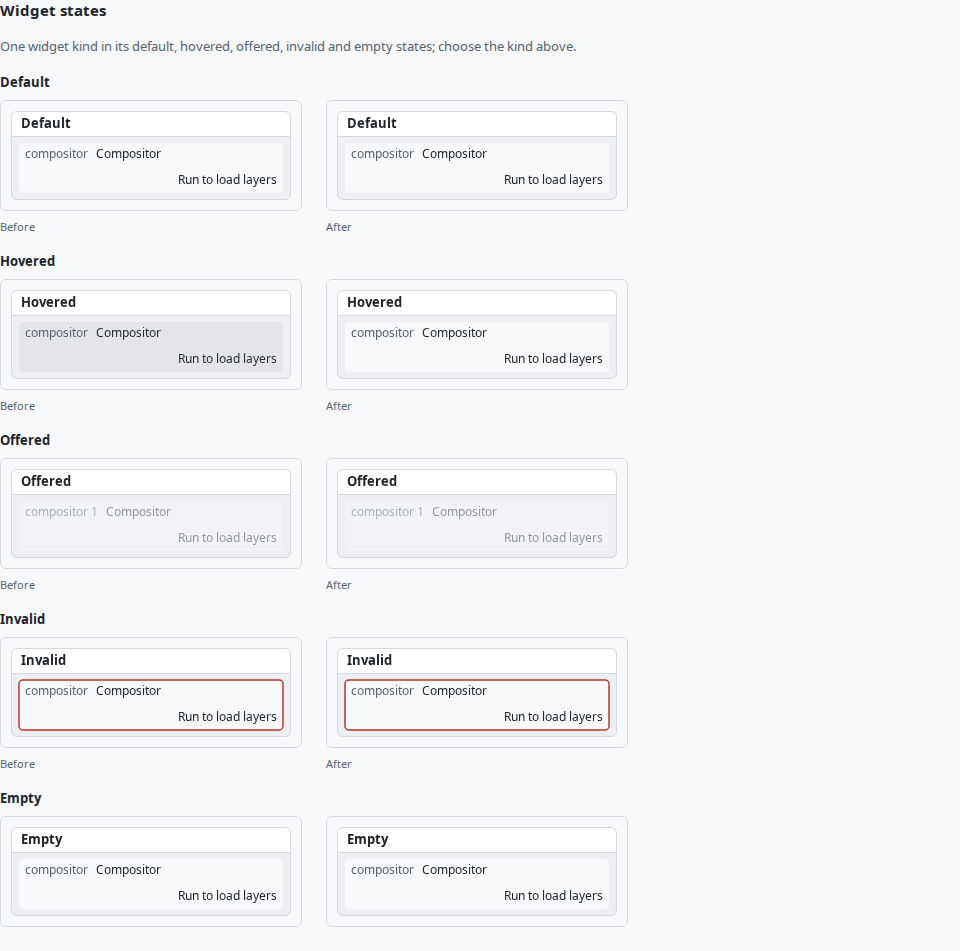 Widget states
One widget kind in its default, hovered, offered, invalid and empty states; choose the kind above.
Default
Default
compositor Compositor
Run to load layers
Before
Default
compositor Compositor
Run to load layers
After
Hovered
Hovered
compositor Compositor
Run to load layers
Before
Hovered
compositor Compositor
Run to load layers
After
Offered
Offered
compositor 1 Compositor
Run to load layers
Before
Offered
compositor 1 Compositor
Run to load layers
After
Invalid
Invalid
compositor Compositor
Run to load layers
Before
Invalid
compositor Compositor
Run to load layers
After
Empty
Empty
compositor Compositor
Run to load layers
Empty
compositor Compositor
Run to load layers